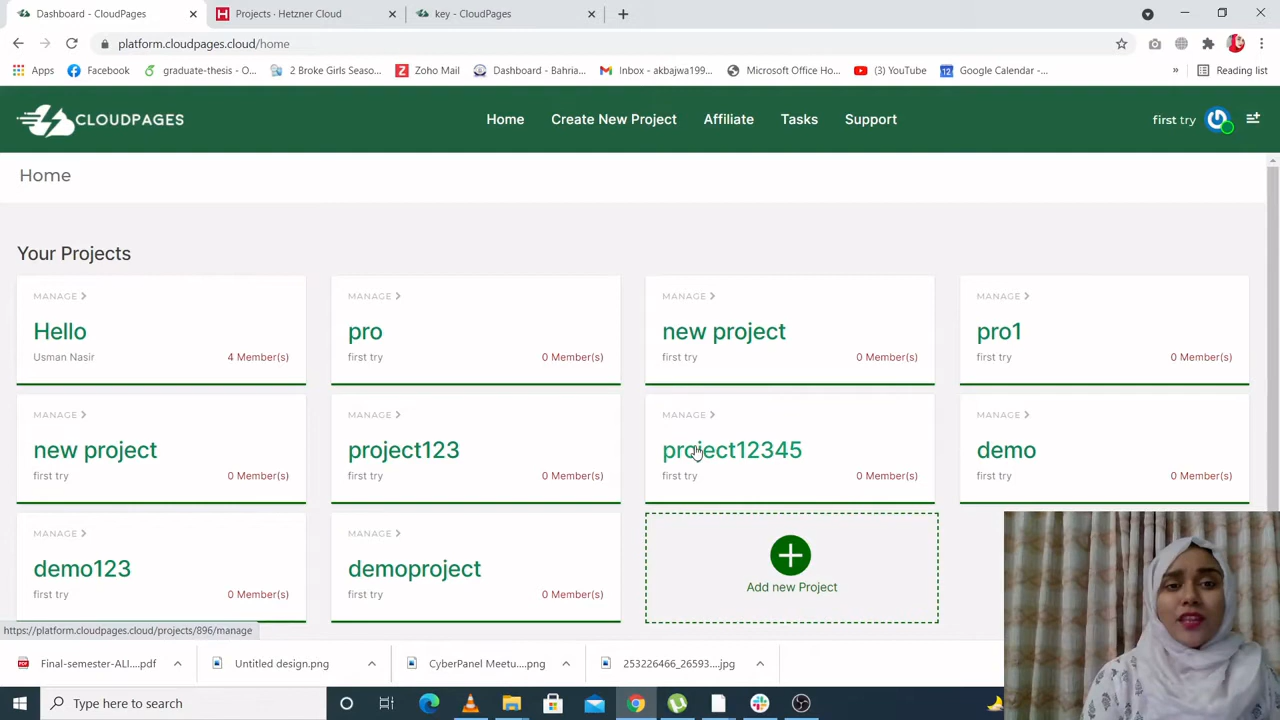 Dashboard - CloudPages
Projects · Hetzner Cloud
key - CloudPages
platform.cloudpages.cloud/home
Apps
Facebook
graduate-thesis - O...
2 Broke Girls Seaso...
Zoho Mail
Dashboard - Bahria...
Inbox - akbajwa199...
Microsoft Office Ho...
(3) YouTube
Google Calendar -...
»
Reading list
CLOUDPAGES
Home
Create New Project
Affiliate
Tasks
Support
first try
Home
Your Projects
MANAGE
Hello
Usman Nasir
4 Member(s)
MANAGE
pro
first try
0 Member(s)
MANAGE
new project
first try
0 Member(s)
MANAGE
pro1
first try
0 Member(s)
MANAGE
new project
first try
0 Member(s)
MANAGE
project123
first try
0 Member(s)
MANAGE
project12345
first try
0 Member(s)
MANAGE
demo
first try
0 Member(s)
MANAGE
demo123
first try
0 Member(s)
MANAGE
demoproject
first try
0 Member(s)
Add new Project
https://platform.cloudpages.cloud/projects/896/manage
Final-semester-ALI....pdf
Untitled design.png
CyberPanel Meetu....png
253226466_26593....jpg
Type here to search